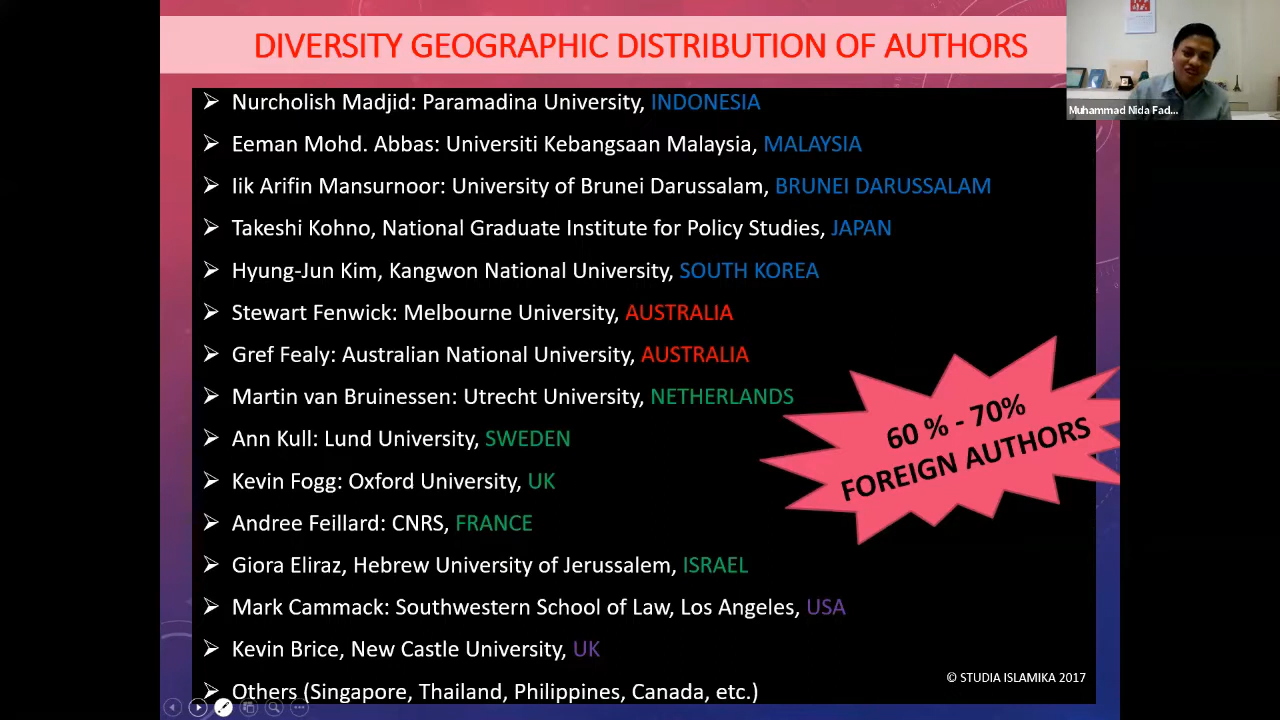 DIVERSITY GEOGRAPHIC DISTRIBUTION OF AUTHORS
Muhammad Nida Fad...
Nurcholish Madjid: Paramadina University, INDONESIA
Eeman Mohd. Abbas: Universiti Kebangsaan Malaysia, MALAYSIA
Iik Arifin Mansurnoor: University of Brunei Darussalam, BRUNEI DARUSSALAM
Takeshi Kohno, National Graduate Institute for Policy Studies, JAPAN
Hyung-Jun Kim, Kangwon National University, SOUTH KOREA
Stewart Fenwick: Melbourne University, AUSTRALIA
Gref Fealy: Australian National University, AUSTRALIA
Martin van Bruinessen: Utrecht University, NETHERLANDS
Ann Kull: Lund University, SWEDEN
Kevin Fogg: Oxford University, UK
Andree Feillard: CNRS, FRANCE
Giora Eliraz, Hebrew University of Jerussalem, ISRAEL
Mark Cammack: Southwestern School of Law, Los Angeles, USA
Kevin Brice, New Castle University, UK
Others (Singapore, Thailand, Philippines, Canada, etc.)
60 % - 70%
FOREIGN AUTHORS
© STUDIA ISLAMIKA 2017